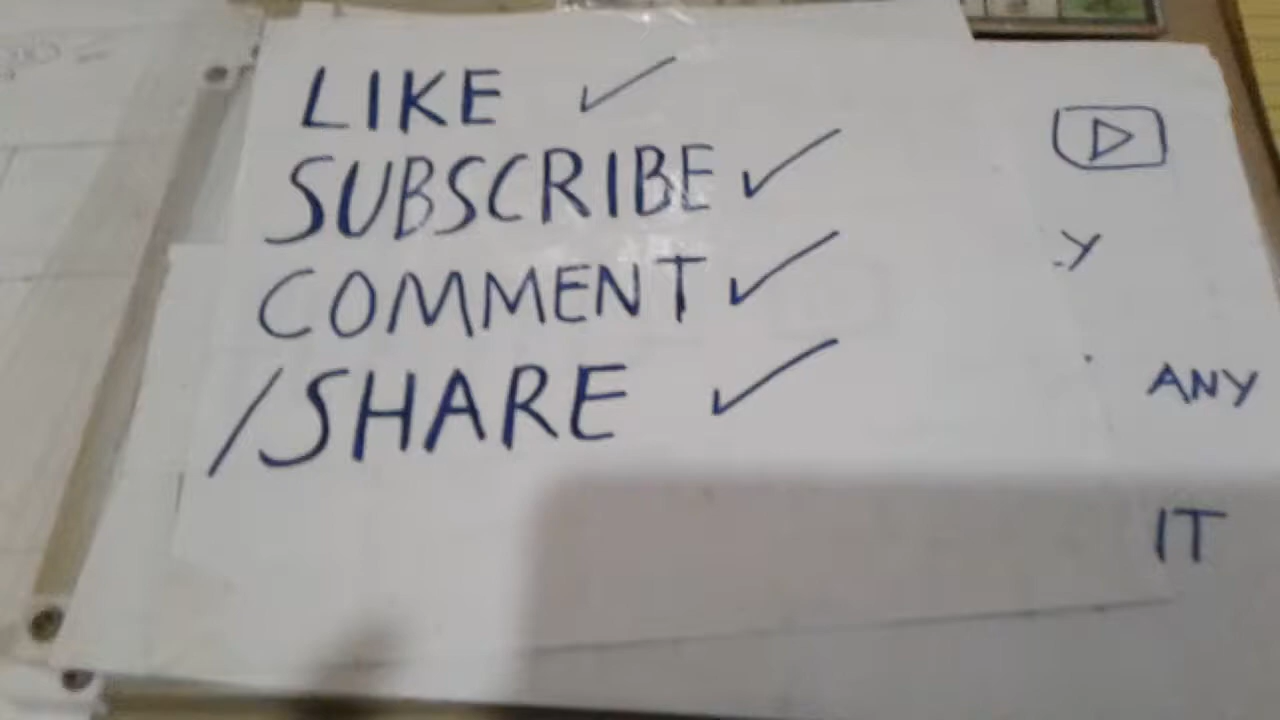 LIKE ✓
SUBSCRIBE ✓
COMMENT ✓
/SHARE ✓
Y
ANY
IT